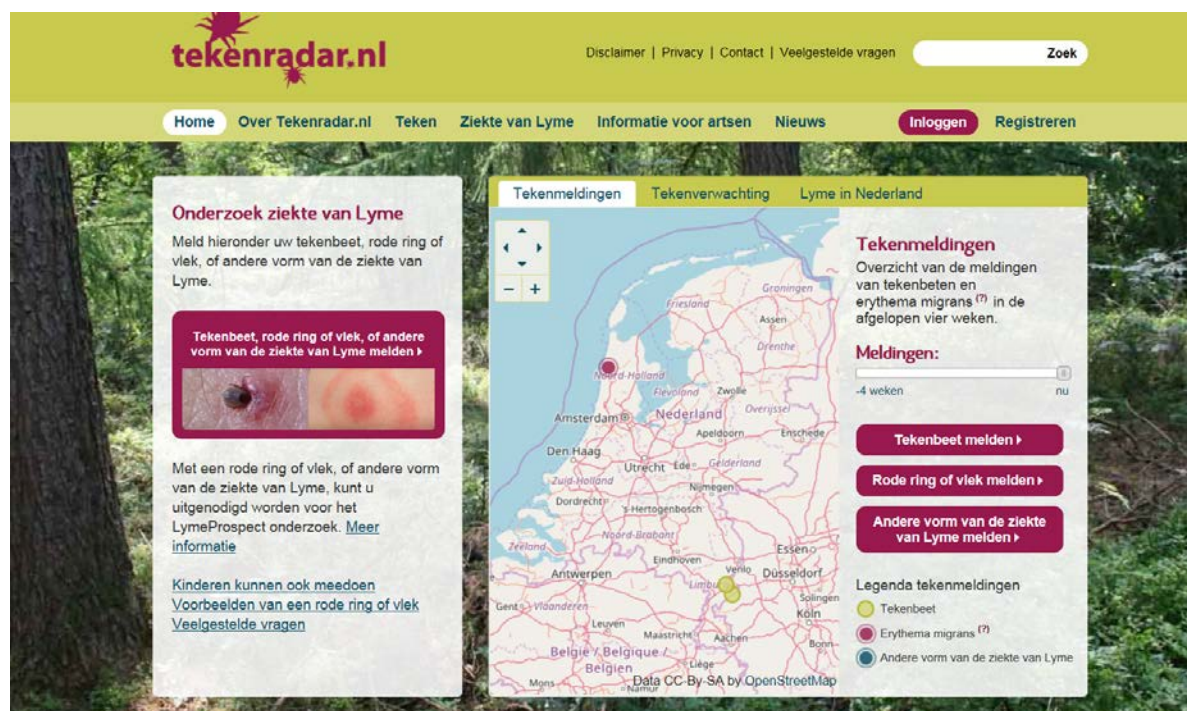 tekenradar.nl
Disclaimer | Privacy | Contact | Veelgestelde vragen
Zoek
Home Over Tekenradar.nl Teken Ziekte van Lyme Informatie voor artsen Nieuws Inloggen Registreren
Onderzoek ziekte van Lyme
Meld hieronder uw tekenbeet, rode ring of
vlek, of andere vorm van de ziekte van
Lyme.
Tekenbeet, rode ring of vlek, of andere
vorm van de ziekte van Lyme melden
Met een rode ring of vlek, of andere vorm
van de ziekte van Lyme, kunt u
uitgenodigd worden voor het
LymeProspect onderzoek. Meer
informatie
Kinderen kunnen ook meedoen
Voorbeelden van een rode ring of vlek
Veelgestelde vragen
Tekenmeldingen Tekenverwachting Lyme in Nederland
Groningen
Friesland
Assen
Drenthe
Noord-Holland
Flevoland Zwolle
Amsterdam Nederland Overijssel
Apeldoorn Enschede
Den Haag
Utrecht Ede Gelderland
Zuid-Holland Nijmegen
Dordrecht
's-Hertogenbosch
Noord-Brabant
Zeeland Essen
Eindhoven
Antwerpen Venlo Düsseldorf
Solingen
Gent Vlaanderen Köln
Leuven
Maastricht Aachen Bonn
België / Belgique /
Belgien Liège
Mons Namur
Data CC-By-SA by OpenStreetMap
Tekenmeldingen
Overzicht van de meldingen
van tekenbeten en
erythema migrans (?) in de
afgelopen vier weken.
Meldingen:
-4 weken nu
Tekenbeet melden
Rode ring of vlek melden
Andere vorm van de ziekte
van Lyme melden
Legenda tekenmeldingen
Tekenbeet
Erythema migrans (?)
Andere vorm van de ziekte van Lyme